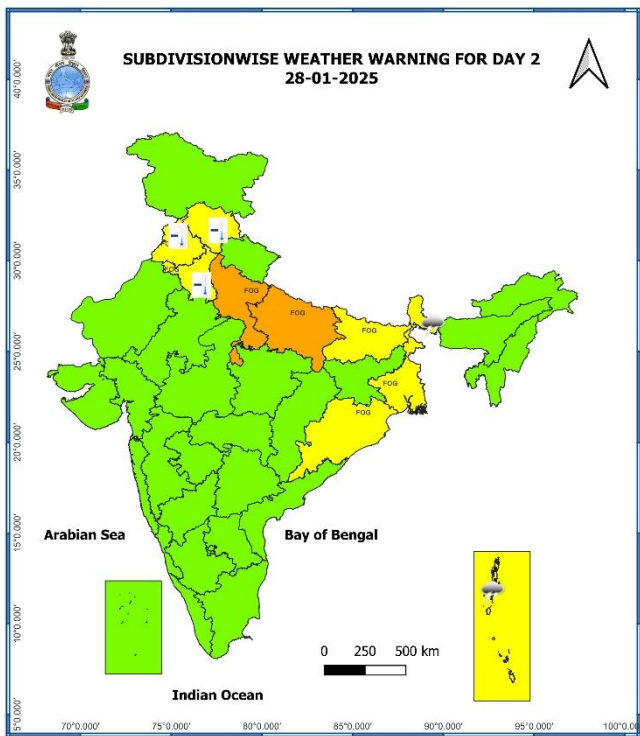 SUBDIVISIONWISE WEATHER WARNING FOR DAY 2
28-01-2025
40°0.000'
35°0.000'
30°0.000'
25°0.000'
20°0.000'
15°0.000'
10°0.000'
5°0.000'
FOG
FOG
FOG
FOG
FOG
FOG
Arabian Sea
Bay of Bengal
0 250 500 km
Indian Ocean
70°0.000' 75°0.000' 80°0.000' 85°0.000' 90°0.000' 95°0.000' 100°0.000'